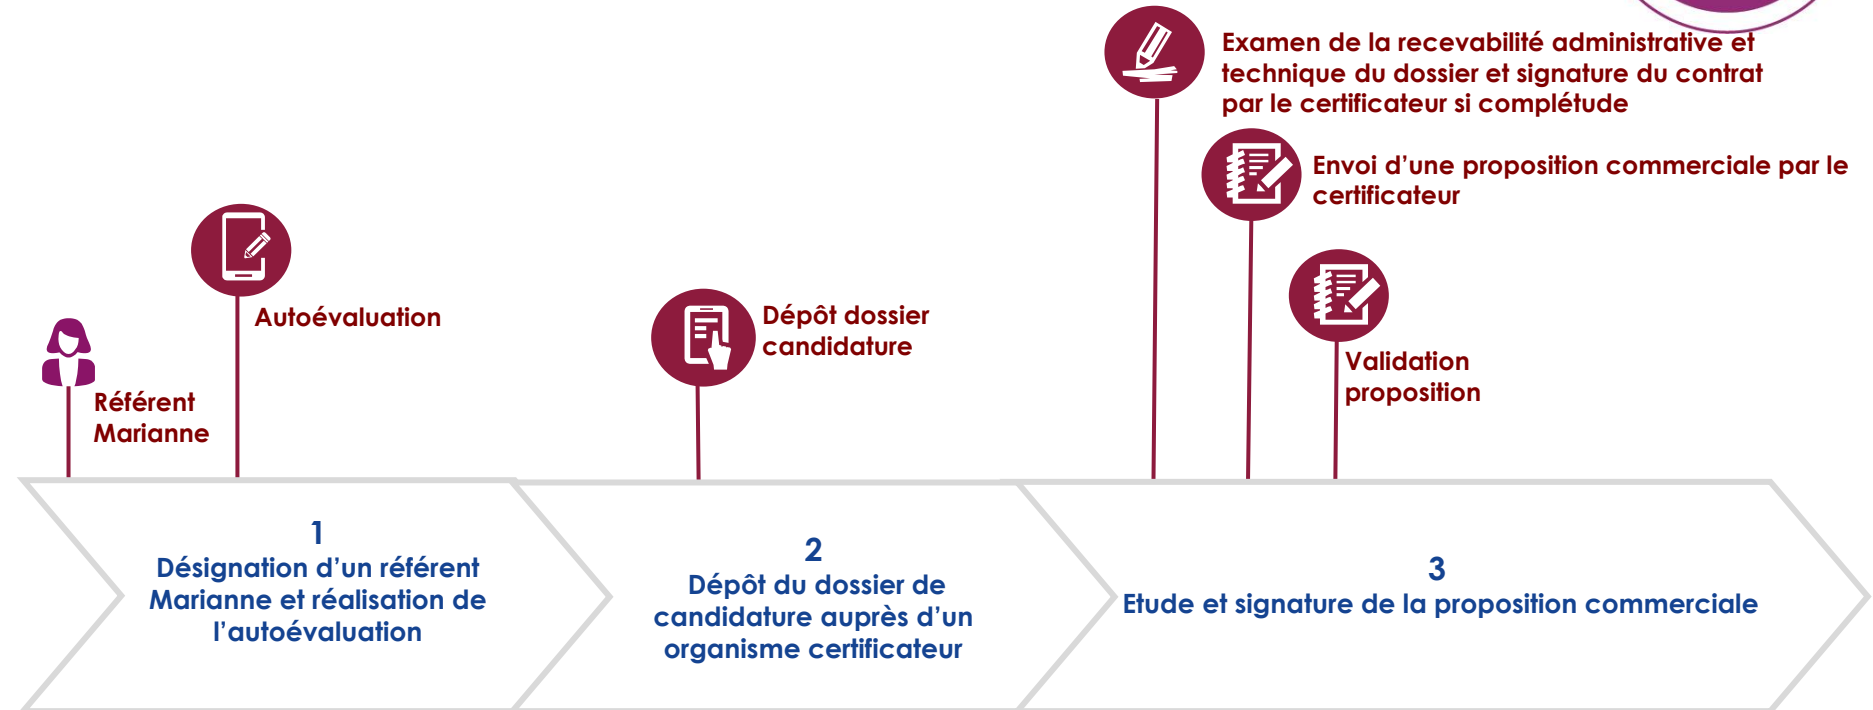 Examen de la recevabilité administrative et
technique du dossier et signature du contrat
par le certificateur si complétude
Envoi d’une proposition commerciale par le
certificateur
Autoévaluation
Dépôt dossier
candidature
Validation
proposition
Référent
Marianne
1
Désignation d’un référent
Marianne et réalisation de
l’autoévaluation
2
Dépôt du dossier de
candidature auprès d’un
organisme certificateur
3
Etude et signature de la proposition commerciale